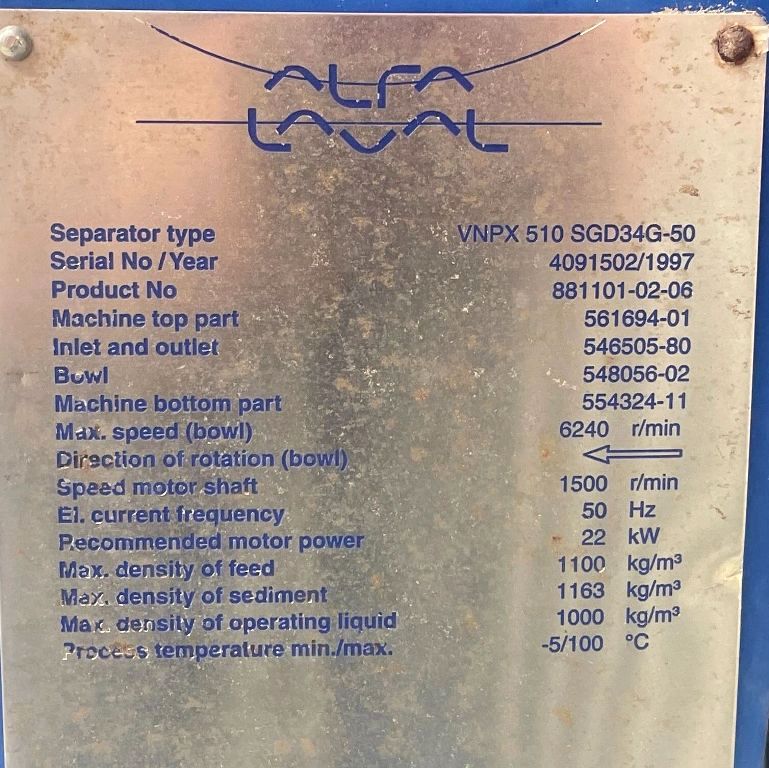 ALFA
LAVAL
Separator type VNPX 510 SGD34G-50
Serial No / Year 4091502/1997
Product No 881101-02-06
Machine top part 561694-01
Inlet and outlet 546505-80
Bowl 548056-02
Machine bottom part 554324-11
Max. speed (bowl) 6240 r/min
Direction of rotation (bowl)
Speed motor shaft 1500 r/min
El. current frequency 50 Hz
Recommended motor power 22 kW
Max. density of feed 1100 kg/m³
Max. density of sediment 1163 kg/m³
Max. density of operating liquid 1000 kg/m³
Process temperature min./max. -5/100 °C